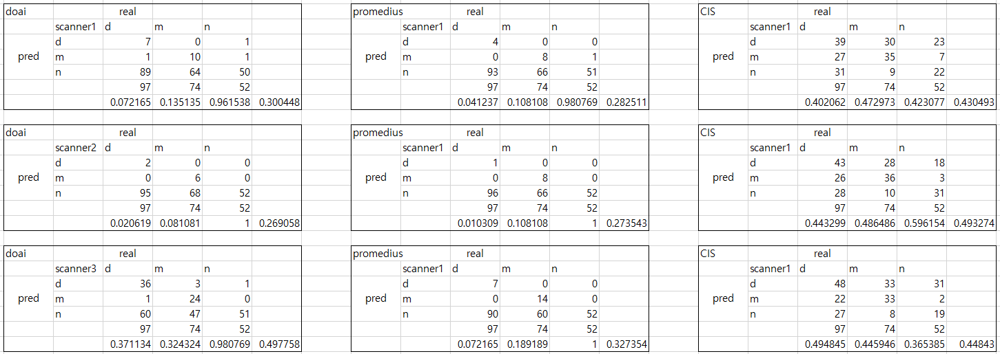 doai real promedius real CIS real
scanner1 d m n scanner1 d m n scanner1 d m n
d 7 0 1 d 4 0 0 d 39 30 23
pred m 1 10 1 pred m 0 8 1 pred m 27 35 7
n 89 64 50 n 93 66 51 n 31 9 22
97 74 52 97 74 52 97 74 52
0.072165 0.135135 0.961538 0.300448 0.041237 0.108108 0.980769 0.282511 0.402062 0.472973 0.423077 0.430493
doai real promedius real CIS real
scanner2 d m n scanner1 d m n scanner1 d m n
d 2 0 0 d 1 0 0 d 43 28 18
pred m 0 6 0 pred m 0 8 0 pred m 26 36 3
n 95 68 52 n 96 66 52 n 28 10 31
97 74 52 97 74 52 97 74 52
0.020619 0.081081 1 0.269058 0.010309 0.108108 1 0.273543 0.443299 0.486486 0.596154 0.493274
doai real promedius real CIS real
scanner3 d m n scanner1 d m n scanner1 d m n
d 36 3 1 d 7 0 0 d 48 33 31
pred m 1 24 0 pred m 0 14 0 pred m 22 33 2
n 60 47 51 n 90 60 52 n 27 8 19
97 74 52 97 74 52 97 74 52
0.371134 0.324324 0.980769 0.497758 0.072165 0.189189 1 0.327354 0.494845 0.445946 0.365385 0.44843